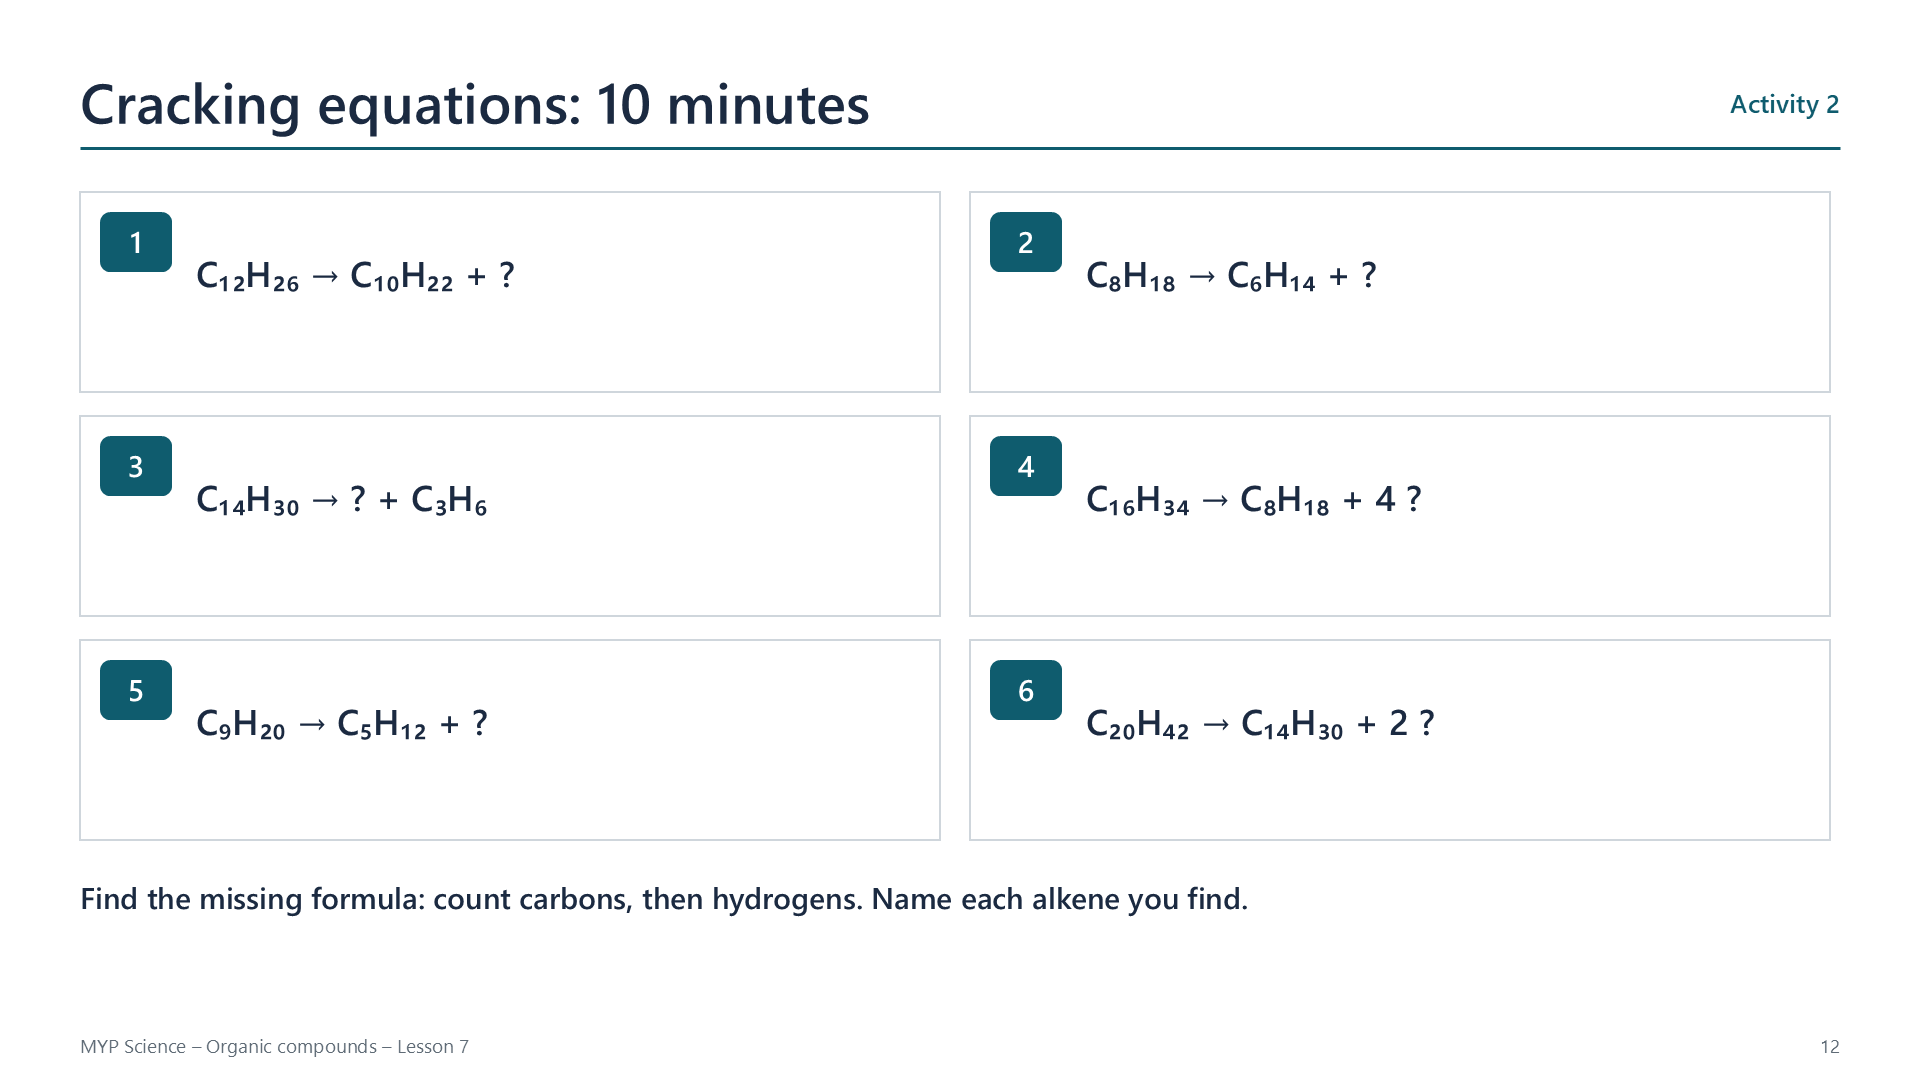 Cracking equations: 10 minutes
Activity 2
1
C₁₂H₂₆ → C₁₀H₂₂ + ?
2
C₈H₁₈ → C₆H₁₄ + ?
3
C₁₄H₃₀ → ? + C₃H₆
4
C₁₆H₃₄ → C₈H₁₈ + 4 ?
5
C₉H₂₀ → C₅H₁₂ + ?
6
C₂₀H₄₂ → C₁₄H₃₀ + 2 ?
Find the missing formula: count carbons, then hydrogens. Name each alkene you find.
MYP Science – Organic compounds – Lesson 7
12